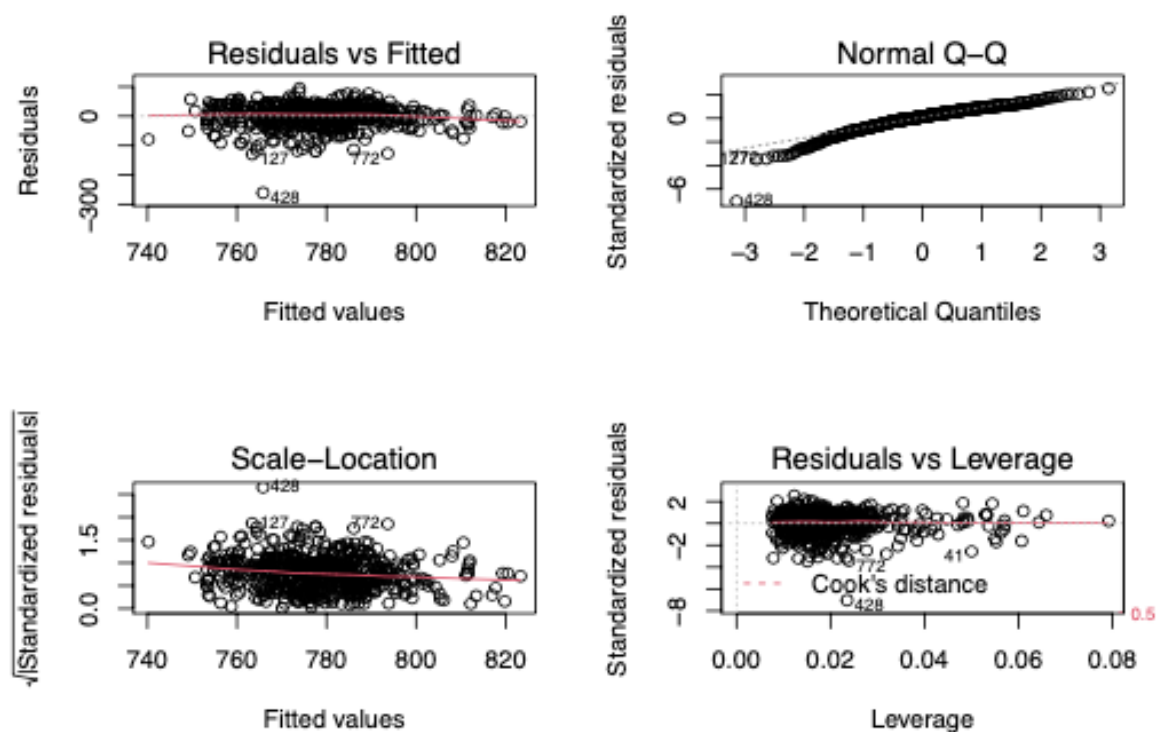 Residuals vs Fitted
Residuals
0
−300
127
772
428
740 760 780 800 820
Fitted values
Normal Q−Q
Standardized residuals
0
−6
428
−3 −2 −1 0 1 2 3
Theoretical Quantiles
Scale−Location
√|Standardized residuals|
1.5
0.0
428
127
772
740 760 780 800 820
Fitted values
Residuals vs Leverage
Standardized residuals
2
−2
−8
41
772
Cook's distance
428
0.5
0.00 0.02 0.04 0.06 0.08
Leverage